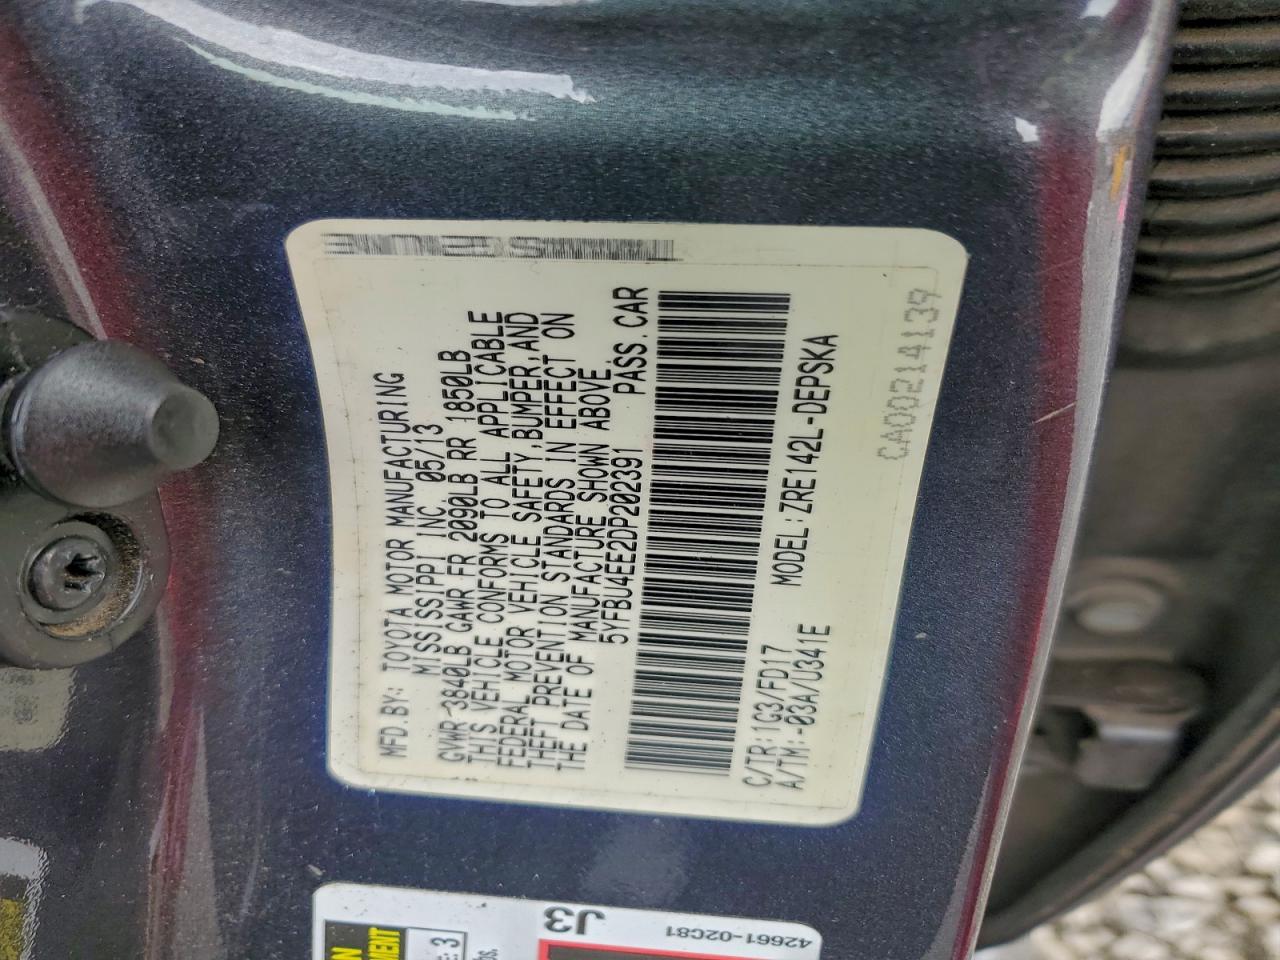 MFD.BY: TOYOTA MOTOR MANUFACTURING
MISSISSIPPI INC. 05/13
GVWR 3840LB GAWR FR 2090LB RR 1850LB
THIS VEHICLE CONFORMS TO ALL APPLICABLE
FEDERAL MOTOR VEHICLE SAFETY,BUMPER,AND
THEFT PREVENTION STANDARDS IN EFFECT ON
THE DATE OF MANUFACTURE SHOWN ABOVE.
5YFBU4EE2DP202391 PASS.CAR
C/TR:1G3/FD17 MODEL:ZRE142L-DEPSKA
A/TM:-03A/U341E
CA00214139
J3
42661-02C81
: 3